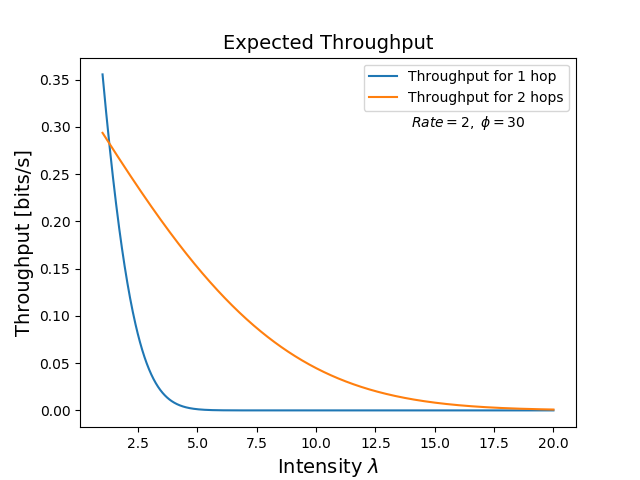 Expected Throughput
Throughput for 1 hop
Throughput for 2 hops
Rate = 2, ϕ = 30
Throughput [bits/s]
0.35
0.30
0.25
0.20
0.15
0.10
0.05
0.00
2.5 5.0 7.5 10.0 12.5 15.0 17.5 20.0
Intensity λ